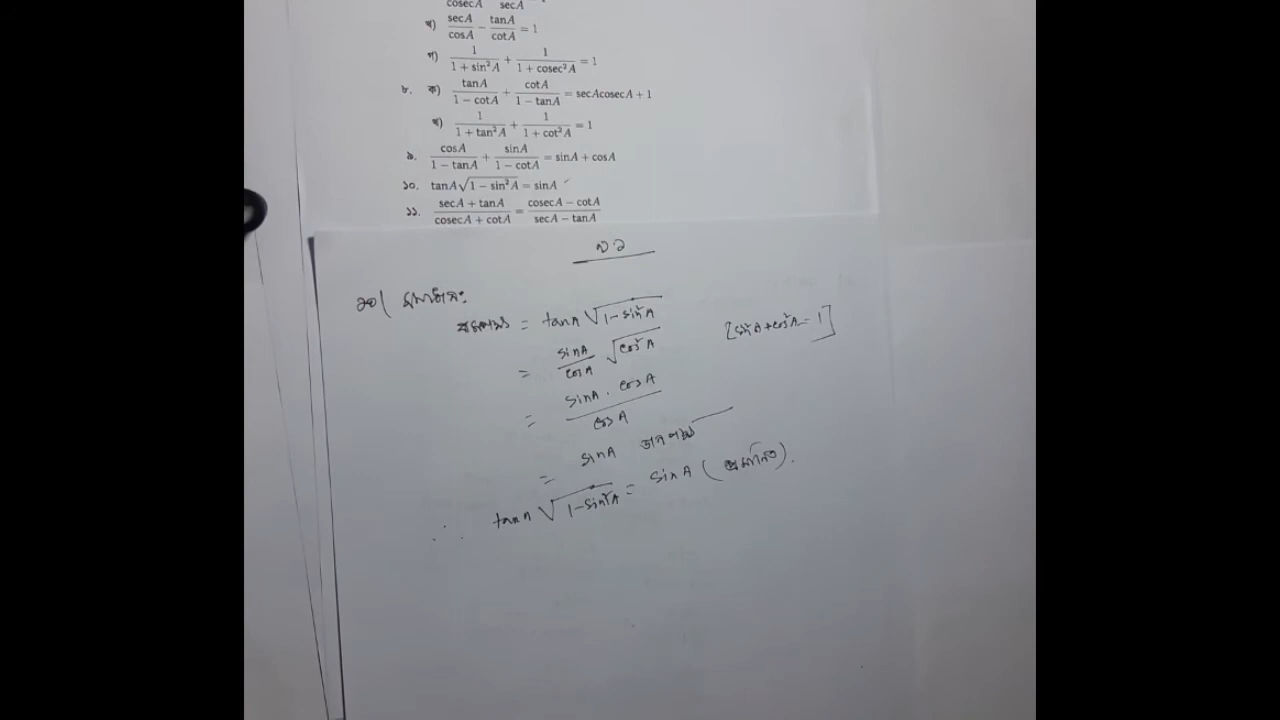 cosecA secA
খ) secA/cosA − tanA/cotA = 1
গ) 1/(1 + sin²A) + 1/(1 + cosec²A) = 1
৮. ক) tanA/(1 − cotA) + cotA/(1 − tanA) = secAcosecA + 1
খ) 1/(1 + tan²A) + 1/(1 + cot²A) = 1
৯. cosA/(1 − tanA) + sinA/(1 − cotA) = sinA + cosA
১০. tanA√(1 − sin²A) = sinA
১১. (secA + tanA)/(cosecA + cotA) = (cosecA − cotA)/(secA − tanA)
৯.১
১০) সমাধান:
বামপক্ষ = tanA √(1−sin²A)
= sinA/cosA √(cos²A) [sin²A+cos²A=1]
= sinA . cosA/cosA
= sinA ডানপক্ষ
∴ tanA √(1−sin²A) = sinA (প্রমাণিত).